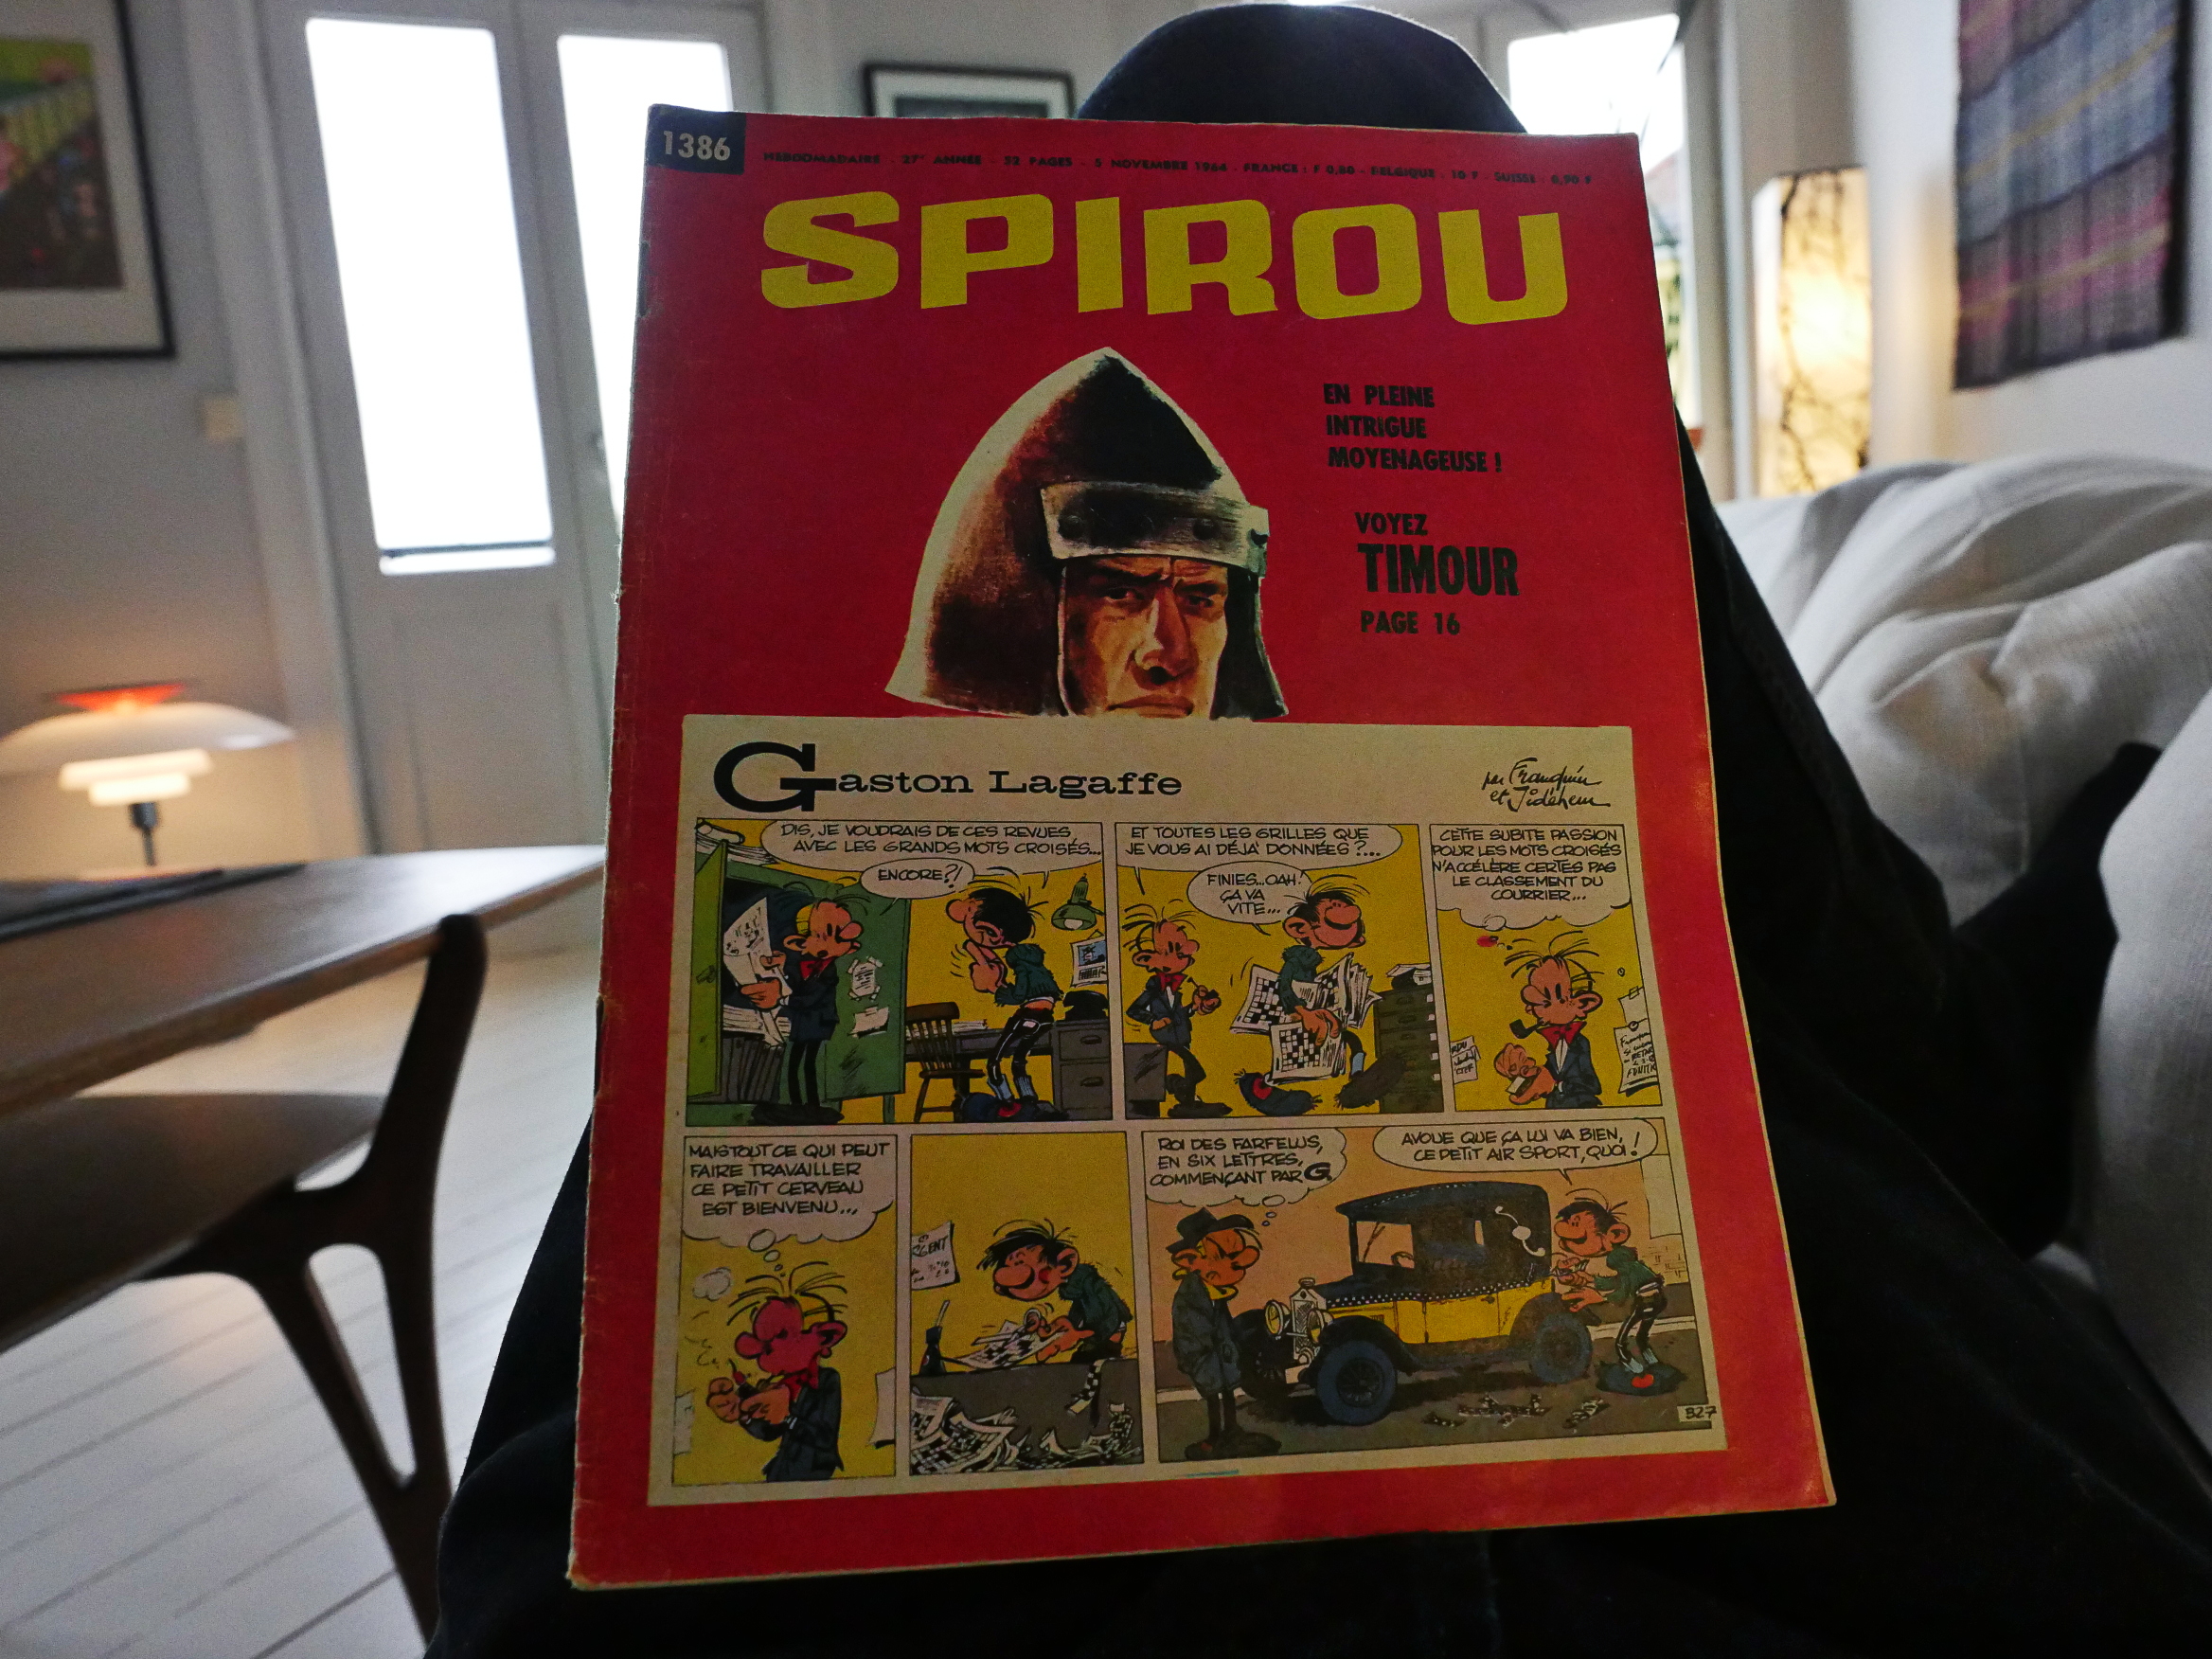 1386
HEBDOMADAIRE - 27e ANNÉE - 52 PAGES - 5 NOVEMBRE 1964 - FRANCE : F 0,80 - BELGIQUE : 10 F - SUISSE : 0,90 F
SPIROU
EN PLEINE
INTRIGUE
MOYENAGEUSE !
VOYEZ
TIMOUR
PAGE 16
Gaston Lagaffe
par Franquin
et Jidéhem
DIS, JE VOUDRAIS DE CES REVUES
AVEC LES GRANDS MOTS CROISÉS...
ENCORE?!
ET TOUTES LES GRILLES QUE
JE VOUS AI DÉJÀ DONNÉES ?...
FINIES...OAH!
ÇA VA
VITE...
CETTE SUBITE PASSION
POUR LES MOTS CROISÉS
N'ACCÉLÈRE CERTES PAS
LE CLASSEMENT DU
COURRIER...
MAIS TOUT CE QUI PEUT
FAIRE TRAVAILLER
CE PETIT CERVEAU
EST BIENVENU...
ROI DES FARFELUS,
EN SIX LETTRES,
COMMENÇANT PAR G
AVOUE QUE ÇA LUI VA BIEN,
CE PETIT AIR SPORT, QUOI !
327